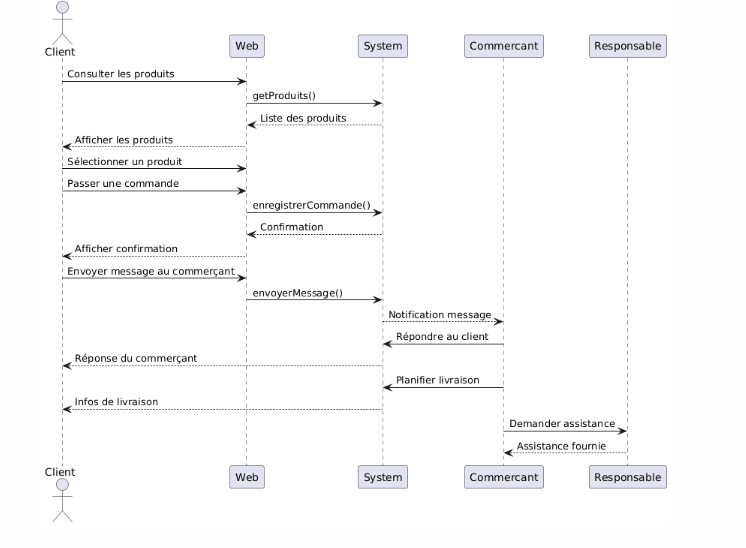 Client
Web
System
Commercant
Responsable
Consulter les produits
getProduits()
Liste des produits
Afficher les produits
Sélectionner un produit
Passer une commande
enregistrerCommande()
Confirmation
Afficher confirmation
Envoyer message au commerçant
envoyerMessage()
Notification message
Répondre au client
Réponse du commerçant
Planifier livraison
Infos de livraison
Demander assistance
Assistance fournie
Client
Web
System
Commercant
Responsable